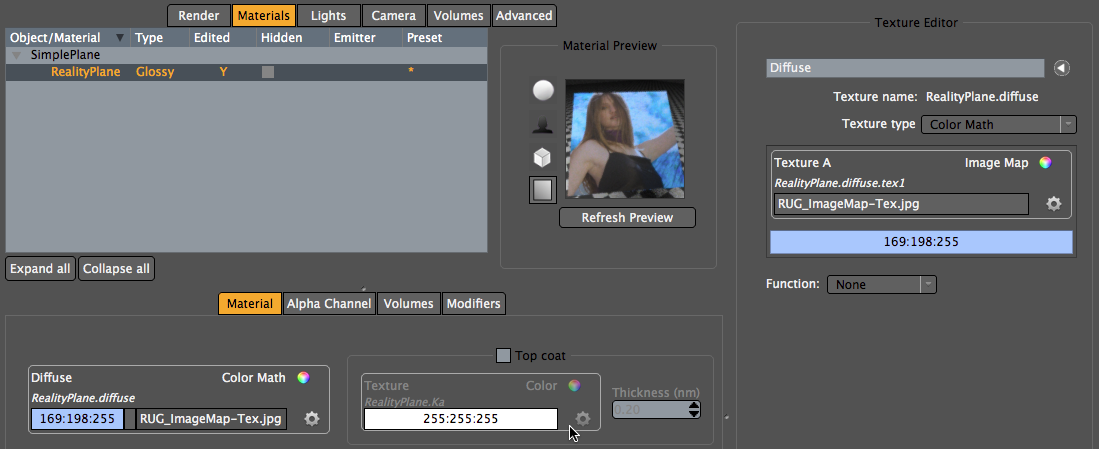 Render Materials Lights Camera Volumes Advanced
Object/Material Type Edited Hidden Emitter Preset
SimplePlane
RealityPlane Glossy Y *
Expand all Collapse all
Material Preview
Refresh Preview
Material Alpha Channel Volumes Modifiers
Diffuse Color Math
RealityPlane.diffuse
169:198:255 RUG_ImageMap-Tex.jpg
Top coat
Texture Color
RealityPlane.Ka
255:255:255
Thickness (nm)
0.20
Texture Editor
Diffuse
Texture name: RealityPlane.diffuse
Texture type Color Math
Texture A Image Map
RealityPlane.diffuse.tex1
RUG_ImageMap-Tex.jpg
169:198:255
Function: None